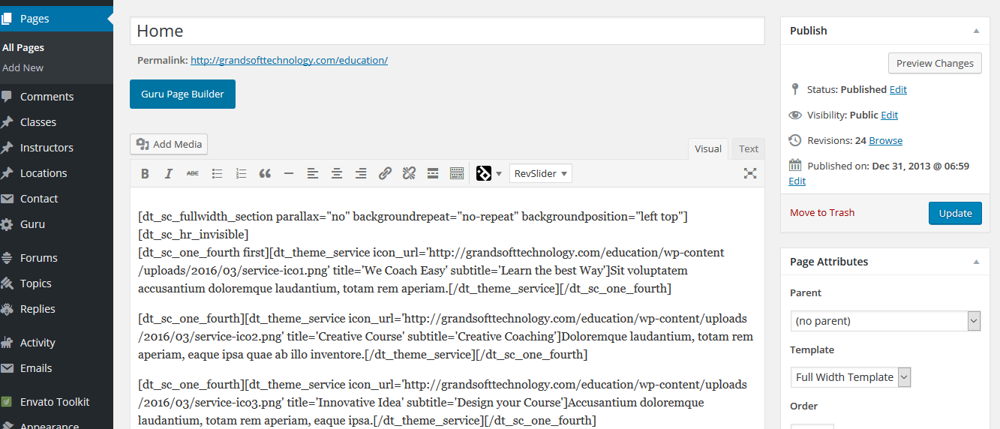 Pages
All Pages
Add New
Comments
Classes
Instructors
Locations
Contact
Guru
Forums
Topics
Replies
Activity
Emails
Envato Toolkit
Appearance
Home
Permalink: http://grandsofttechnology.com/education/
Guru Page Builder
Add Media
Visual
Text
B I ABC
RevSlider
[dt_sc_fullwidth_section parallax="no" backgroundrepeat="no-repeat" backgroundposition="left top"]
[dt_sc_hr_invisible]
[dt_sc_one_fourth first][dt_theme_service icon_url='http://grandsofttechnology.com/education/wp-content
/uploads/2016/03/service-ico1.png' title='We Coach Easy' subtitle='Learn the best Way']Sit voluptatem
accusantium doloremque laudantium, totam rem aperiam.[/dt_theme_service][/dt_sc_one_fourth]
[dt_sc_one_fourth][dt_theme_service icon_url='http://grandsofttechnology.com/education/wp-content/uploads
/2016/03/service-ico2.png' title='Creative Course' subtitle='Creative Coaching']Doloremque laudantium, totam rem
aperiam, eaque ipsa quae ab illo inventore.[/dt_theme_service][/dt_sc_one_fourth]
[dt_sc_one_fourth][dt_theme_service icon_url='http://grandsofttechnology.com/education/wp-content/uploads
/2016/03/service-ico3.png' title='Innovative Idea' subtitle='Design your Course']Accusantium doloremque
laudantium, totam rem aperiam, eaque ipsa.[/dt_theme_service][/dt_sc_one_fourth]
Publish
Preview Changes
Status: Published Edit
Visibility: Public Edit
Revisions: 24 Browse
Published on: Dec 31, 2013 @ 06:59
Edit
Move to Trash
Update
Page Attributes
Parent
(no parent)
Template
Full Width Template
Order